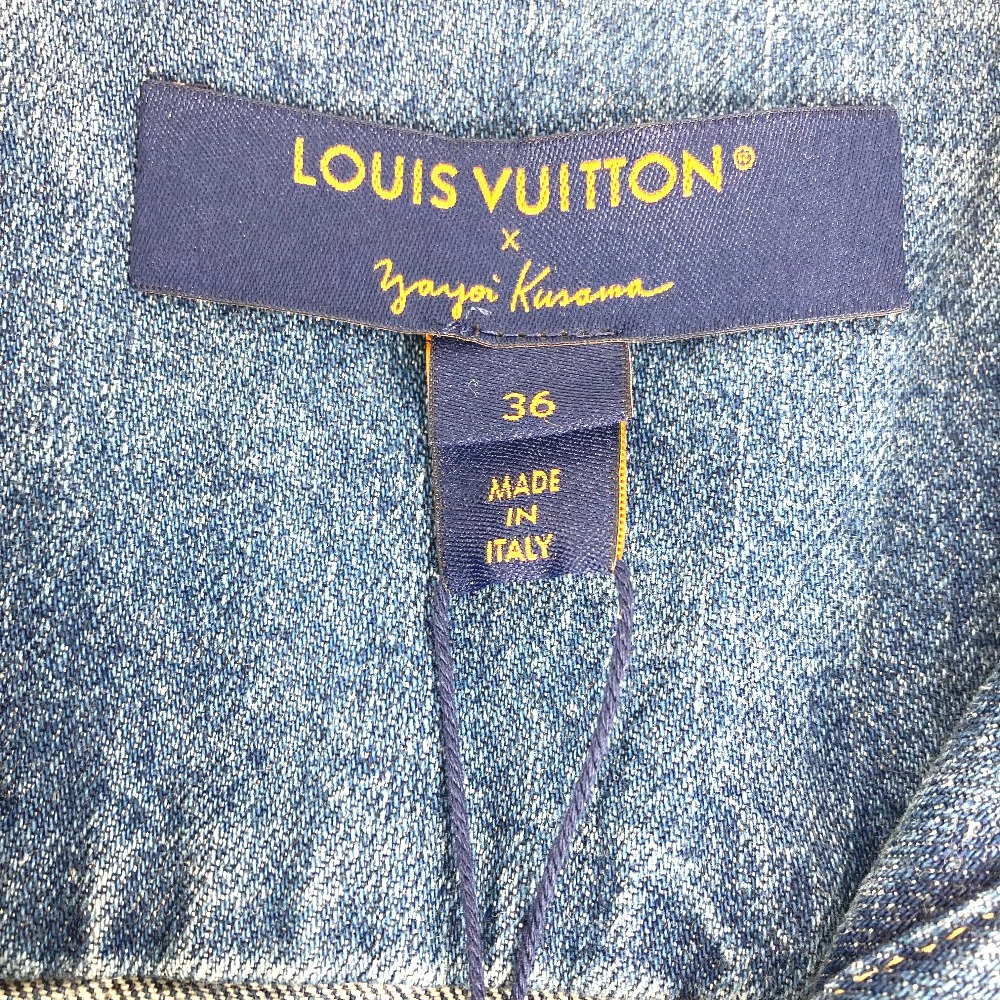 LOUIS VUITTON®
x
Yayoi Kusama
36
MADE
IN
ITALY